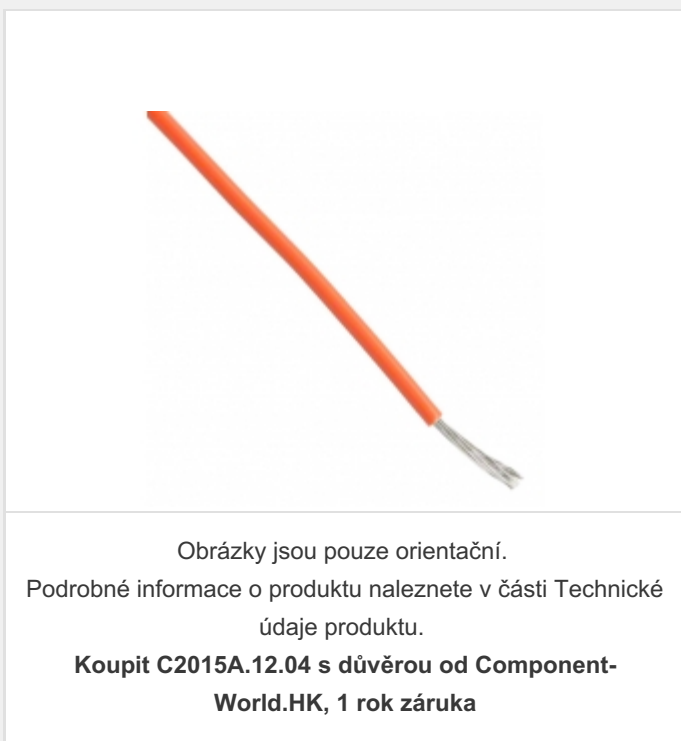 Obrázky jsou pouze orientační.
Podrobné informace o produktu naleznete v části Technické
údaje produktu.
Koupit C2015A.12.04 s důvěrou od Component-
World.HK, 1 rok záruka